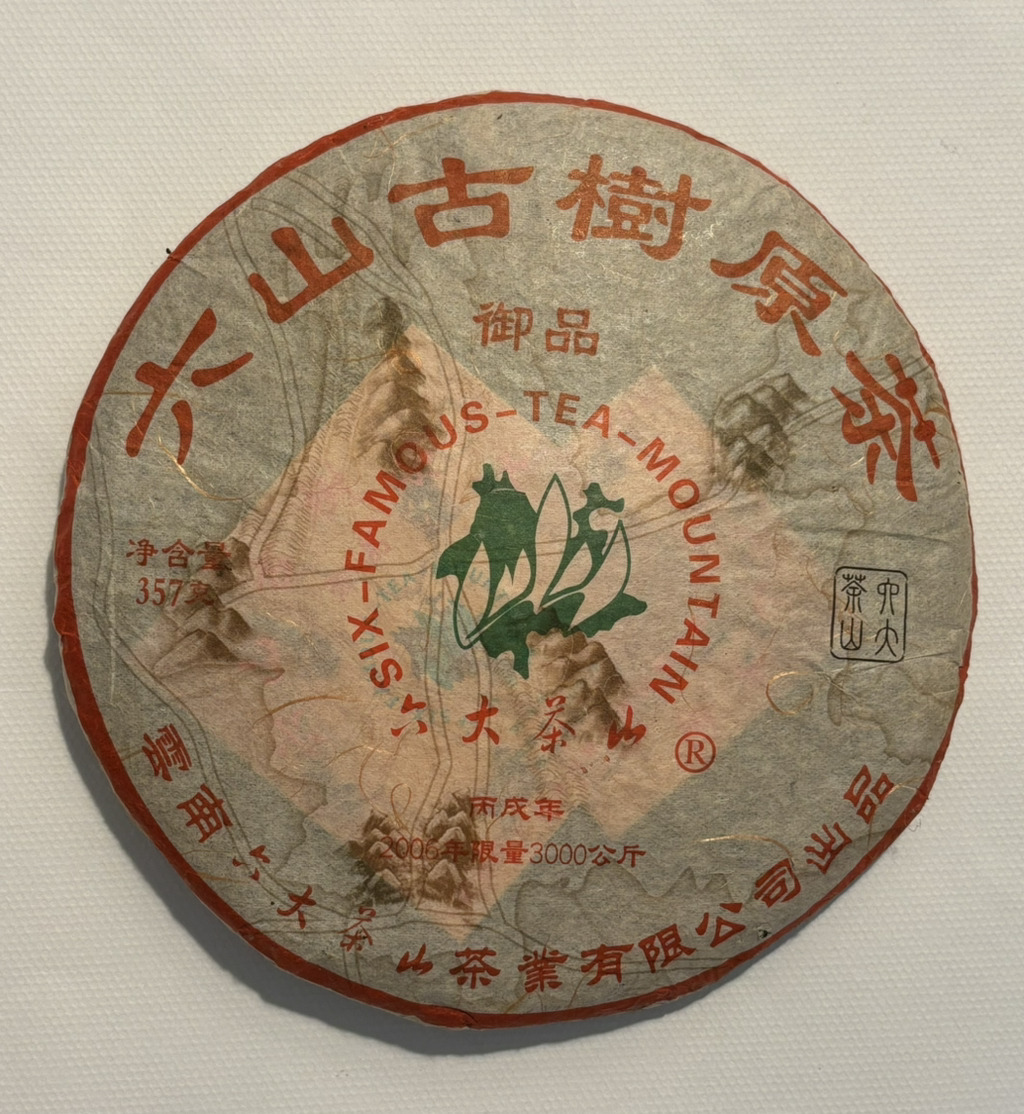 六山古樹原茶
御品
SIX-FAMOUS-TEA-MOUNTAIN
净含量
357克
六大茶山
六大茶山®
丙戌年
2006年限量3000公斤
雲南六大茶山茶業有限公司出品